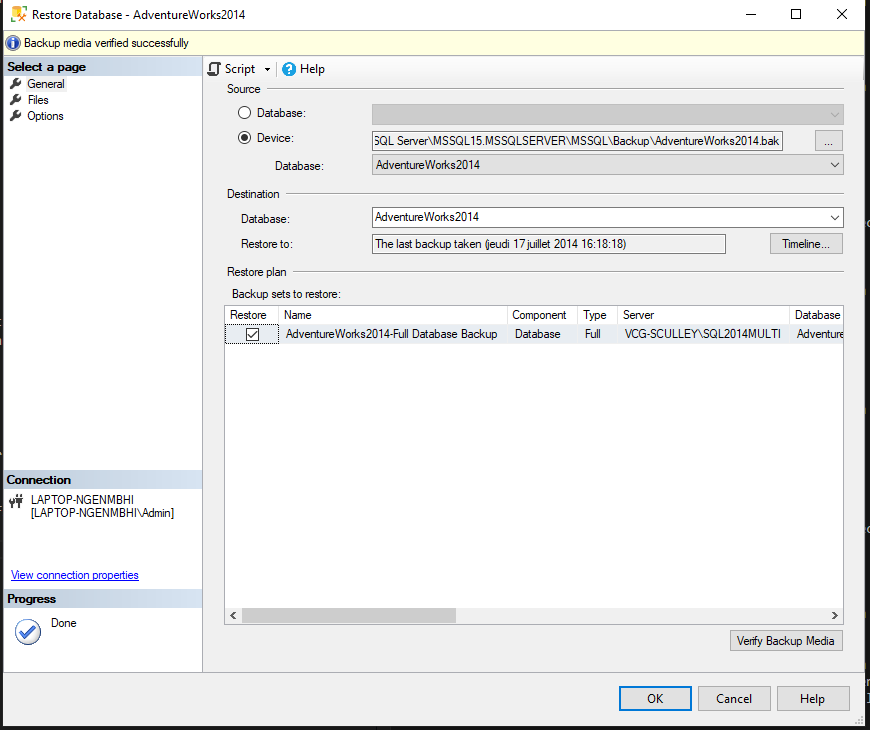 Restore Database - AdventureWorks2014
Backup media verified successfully
Select a page
General
Files
Options
Script
Help
Source
Database:
Device:
SQL Server\MSSQL15.MSSQLSERVER\MSSQL\Backup\AdventureWorks2014.bak
...
Database:
AdventureWorks2014
Destination
Database:
AdventureWorks2014
Restore to:
The last backup taken (jeudi 17 juillet 2014 16:18:18)
Timeline...
Restore plan
Backup sets to restore:
Restore Name Component Type Server Database
AdventureWorks2014-Full Database Backup Database Full VCG-SCULLEY\SQL2014MULTI Adventure
Connection
LAPTOP-NGENMBHI
[LAPTOP-NGENMBHI\Admin]
View connection properties
Progress
Done
Verify Backup Media
OK Cancel Help